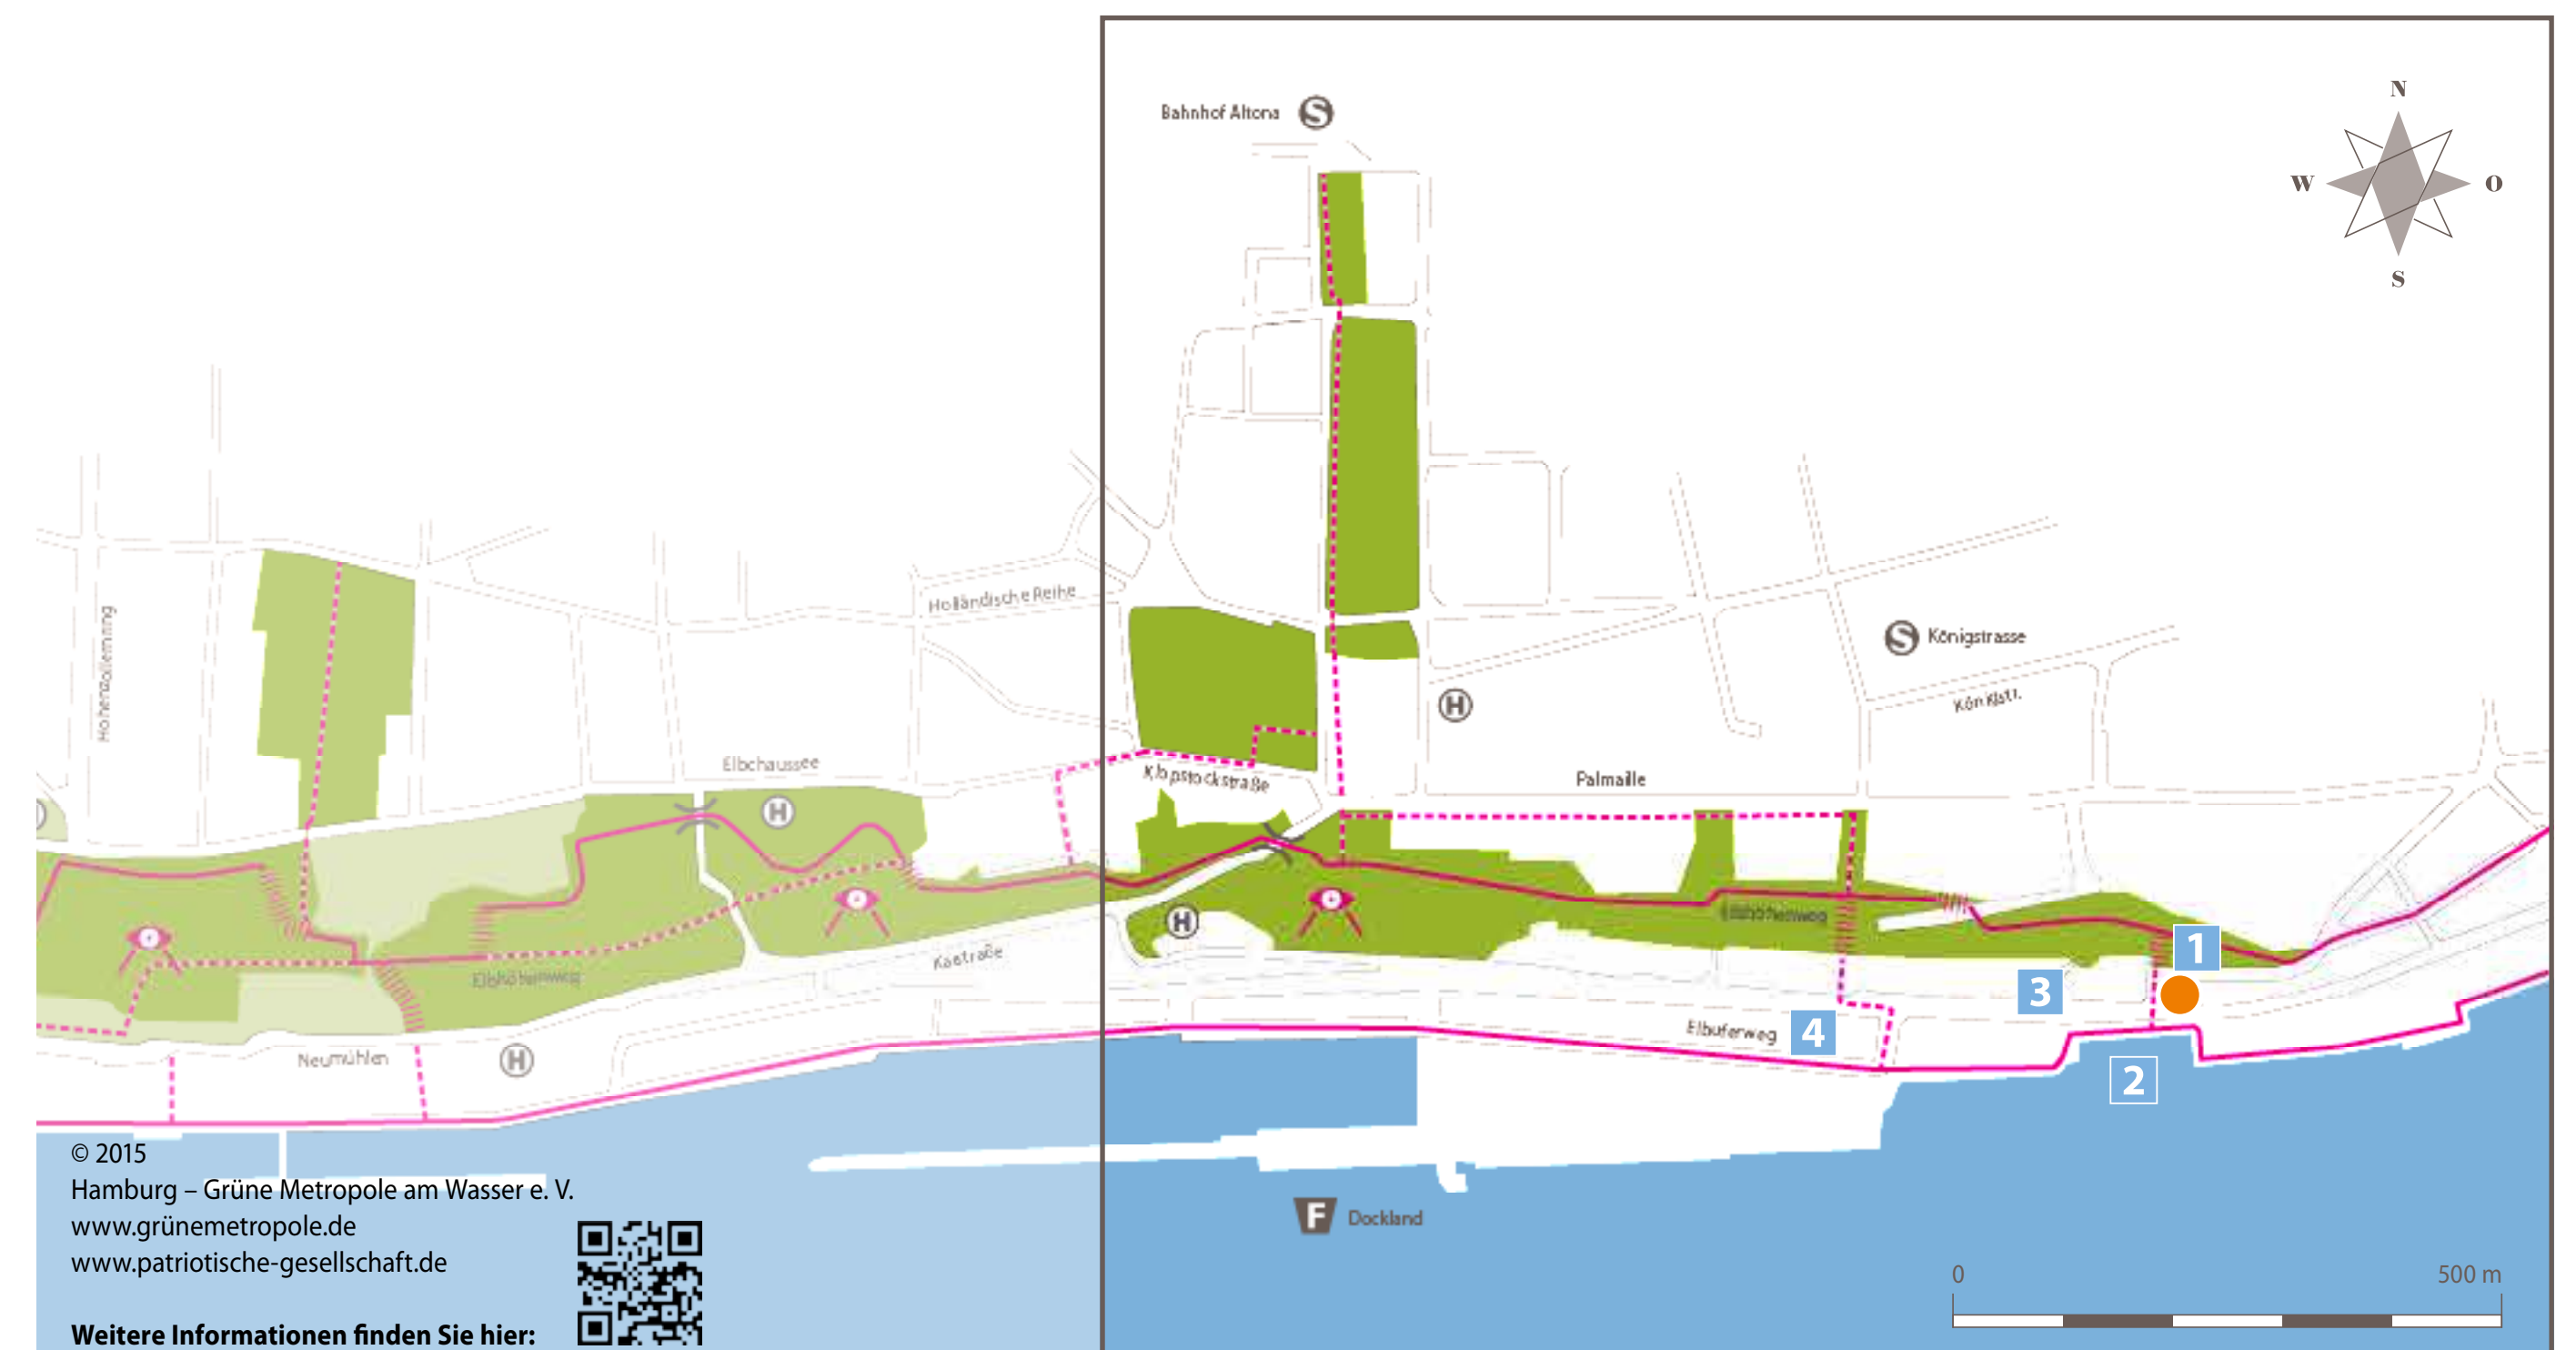 N
Bahnhof Altona S
W O
S
Hohenzollernring
Holländische Reihe
S Königstrasse
H
Elbchaussee
Klopstockstraße
Palmaille
H
H
H
Elbhöhenweg
Elbhöhenweg
Kaistraße
1
3
Elbuferweg 4
Neumühlen H
2
© 2015
Hamburg – Grüne Metropole am Wasser e. V.
www.grünemetropole.de
www.patriotische-gesellschaft.de
F Dockland
0 500 m
Weitere Informationen finden Sie hier: